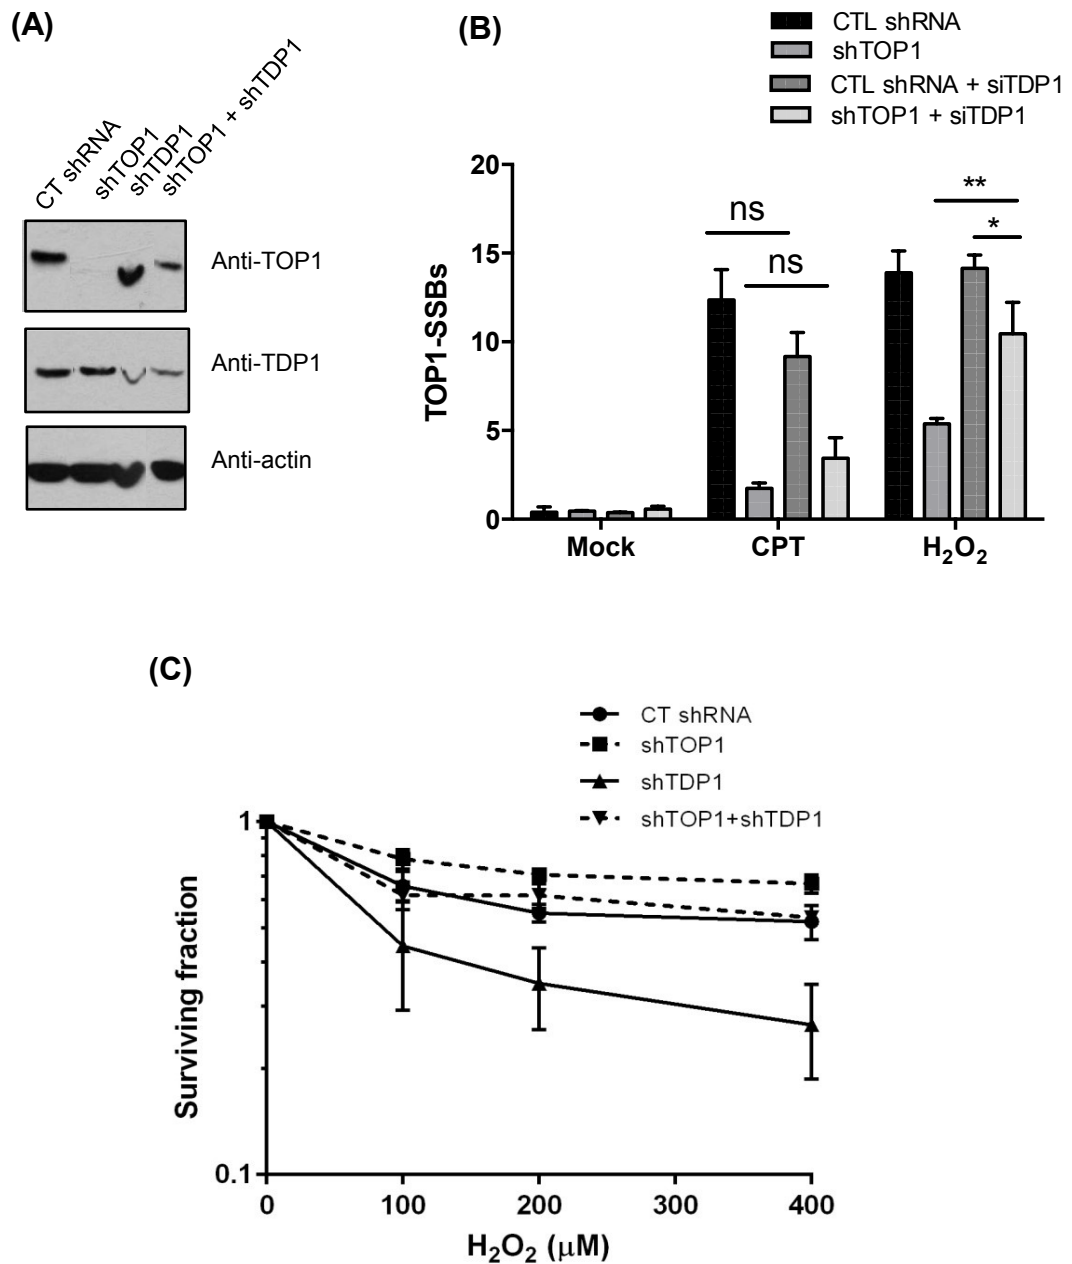 (A)
CT shRNA
shTOP1
shTDP1
shTOP1 + shTDP1
Anti-TOP1
Anti-TDP1
Anti-actin
(B)
CTL shRNA
shTOP1
CTL shRNA + siTDP1
shTOP1 + siTDP1
TOP1-SSBs
20
15
10
5
0
ns
ns
**
*
Mock CPT H₂O₂
(C)
CT shRNA
shTOP1
shTDP1
shTOP1+shTDP1
Surviving fraction
1
0.1
0 100 200 300 400
H₂O₂ (μM)